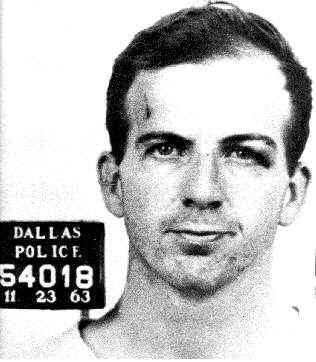 DALLAS
POLICE
54018
11 23 63